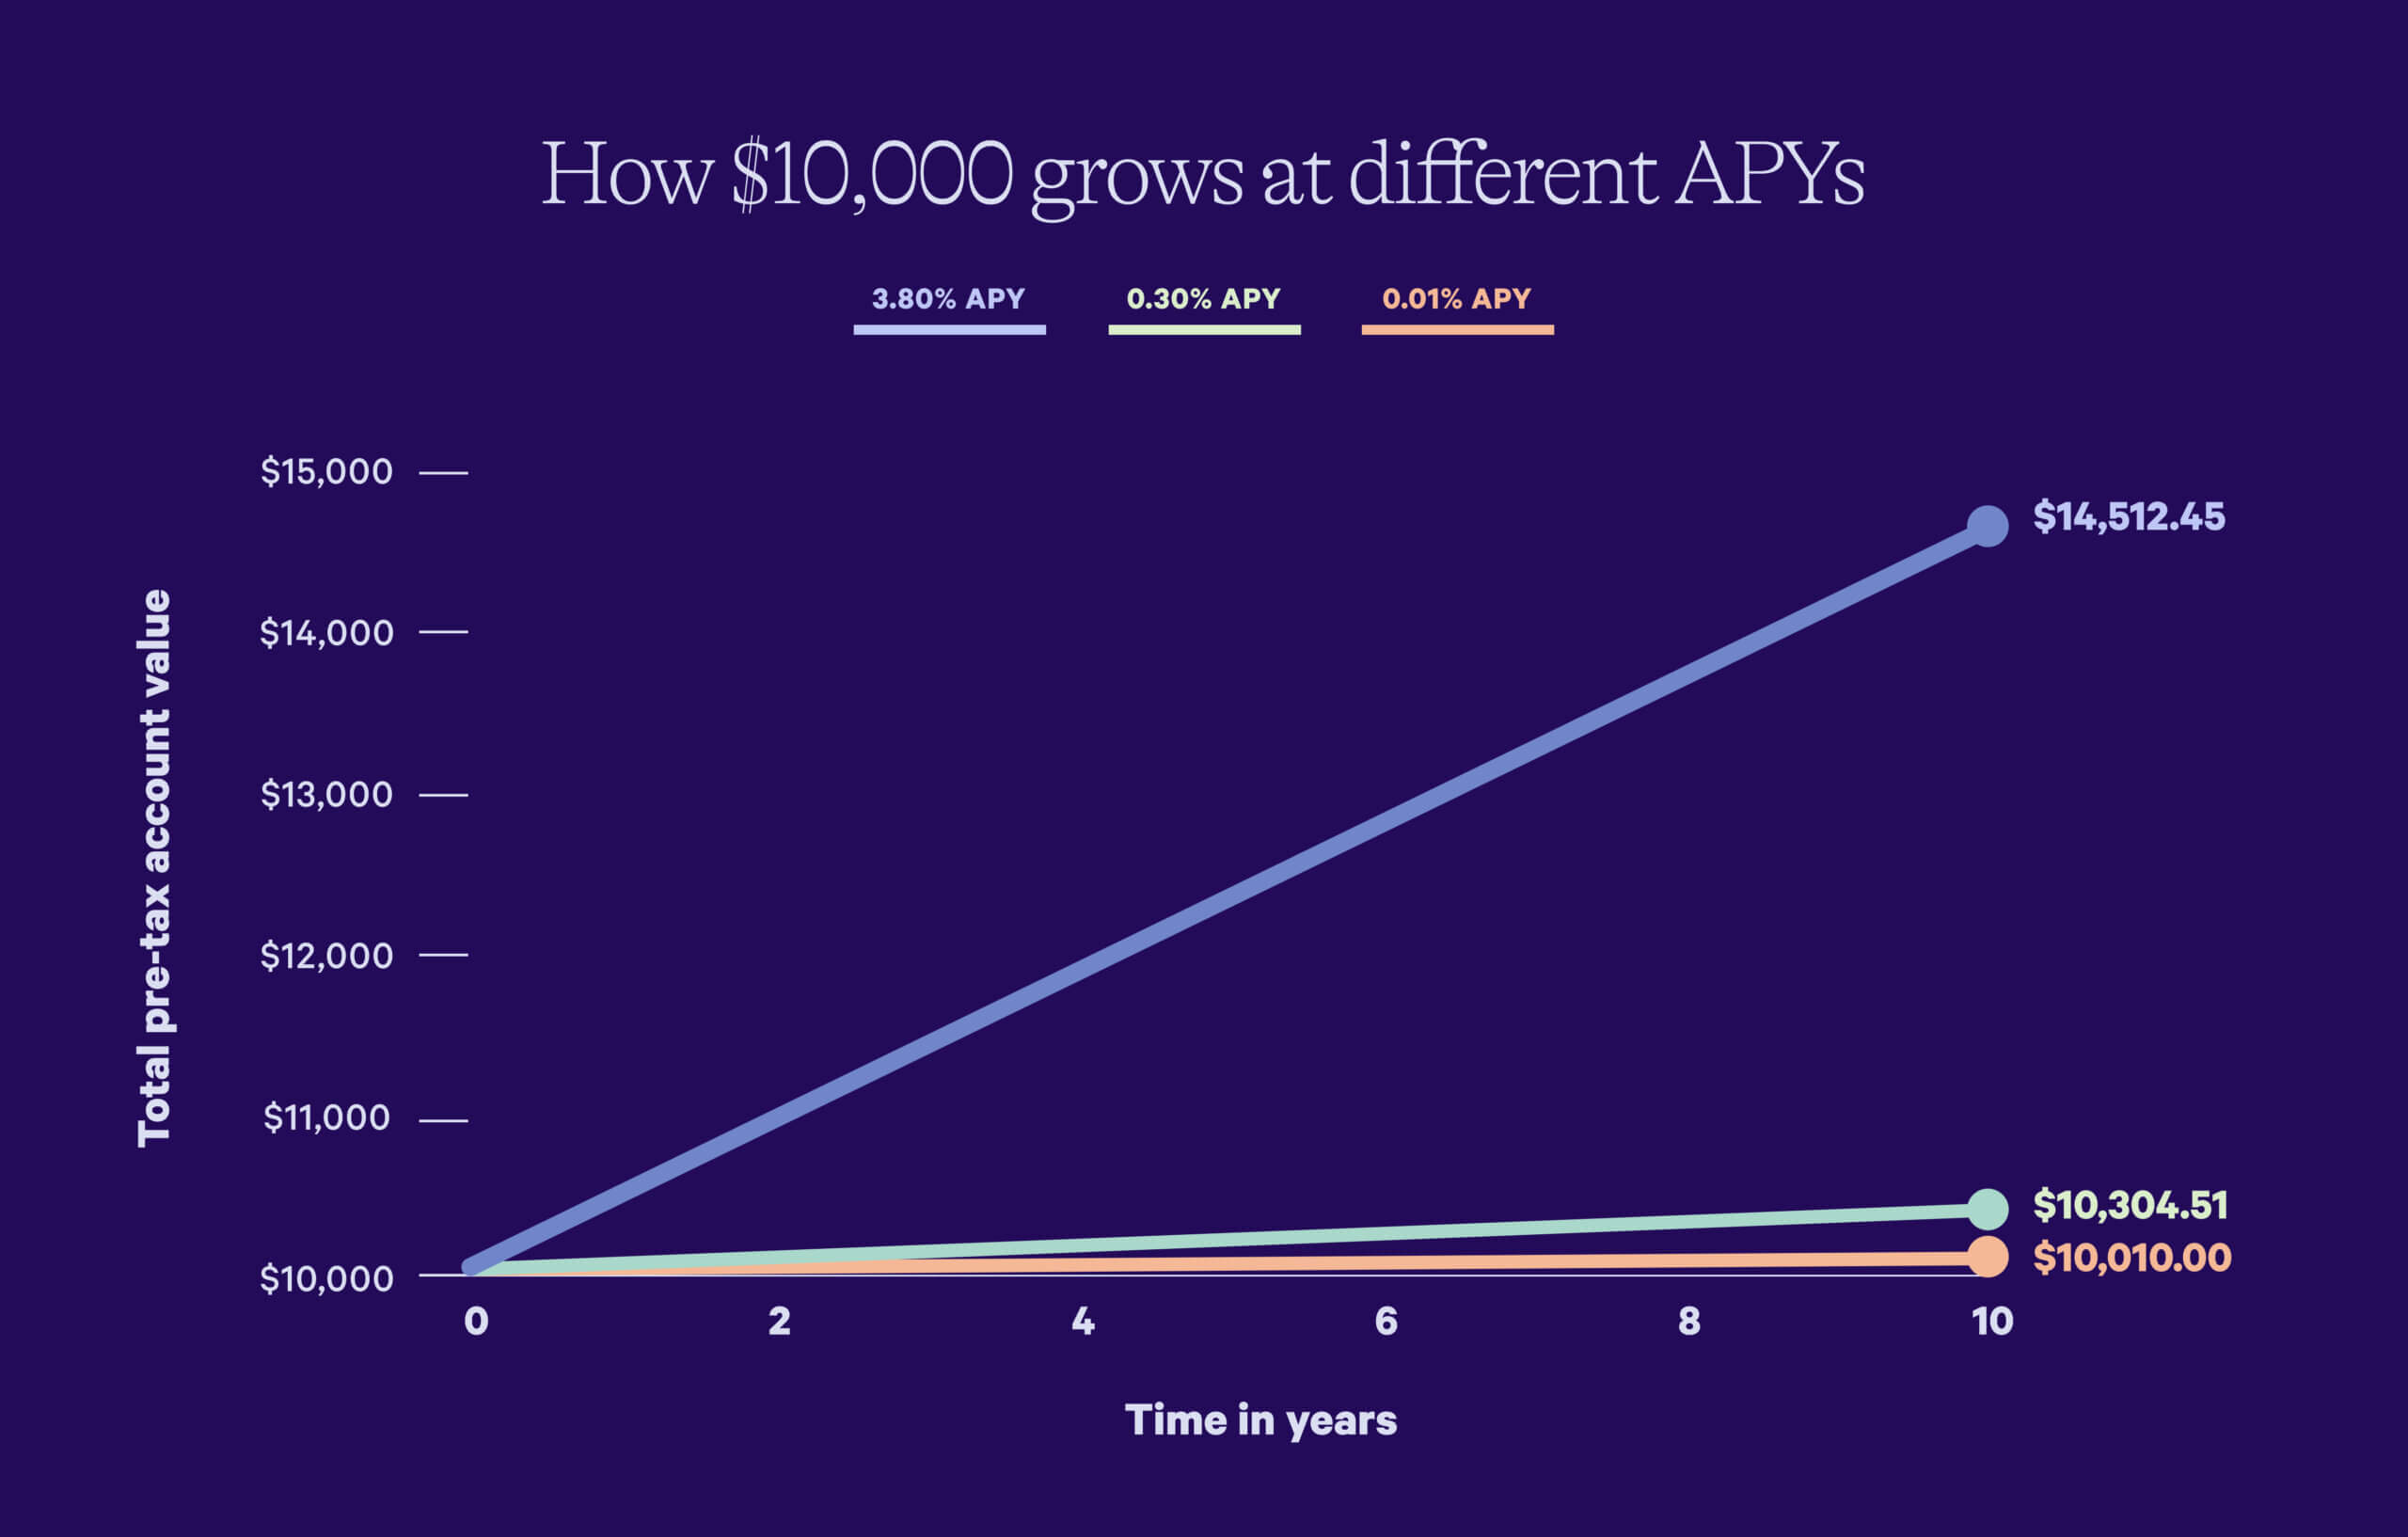 How $10,000 grows at different APYs
3.80% APY
0.30% APY
0.01% APY
Total pre-tax account value
$15,000
$14,000
$13,000
$12,000
$11,000
$10,000
$14,512.45
$10,304.51
$10,010.00
0 2 4 6 8 10
Time in years